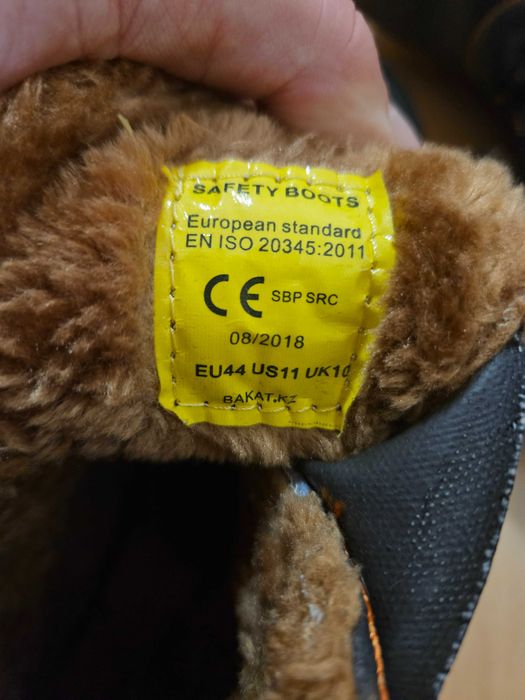 SAFETY BOOTS
European standard
EN ISO 20345:2011
CE SBP SRC
08/2018
EU44 US11 UK10
BAKAT.KZ